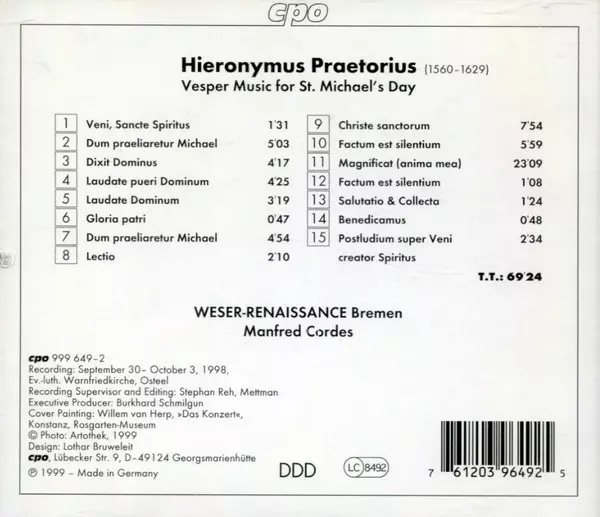 cpo
Hieronymus Praetorius (1560-1629)
Vesper Music for St. Michael's Day
1 Veni, Sancte Spiritus 1'31
2 Dum praeliaretur Michael 5'03
3 Dixit Dominus 4'17
4 Laudate pueri Dominum 4'25
5 Laudate Dominum 3'19
6 Gloria patri 0'47
7 Dum praeliaretur Michael 4'54
8 Lectio 2'10
9 Christe sanctorum 7'54
10 Factum est silentium 5'59
11 Magnificat (anima mea) 23'09
12 Factum est silentium 1'08
13 Salutatio & Collecta 1'24
14 Benedicamus 0'48
15 Postludium super Veni 2'34
creator Spiritus
T.T.: 69'24
WESER-RENAISSANCE Bremen
Manfred Cordes
cpo 999 649-2
Recording: September 30- October 3, 1998,
Ev.-luth. Warnfriedkirche, Osteel
Recording Supervisor and Editing: Stephan Reh, Mettman
Executive Producer: Burkhard Schmilgun
Cover Painting: Willem van Herp, »Das Konzert«,
Konstanz, Rosgarten-Museum
© Photo: Artothek, 1999
Design: Lothar Bruweleit
cpo, Lübecker Str. 9, D-49124 Georgsmarienhütte
℗ 1999 - Made in Germany
DDD
LC 8492
7 61203 96492 5